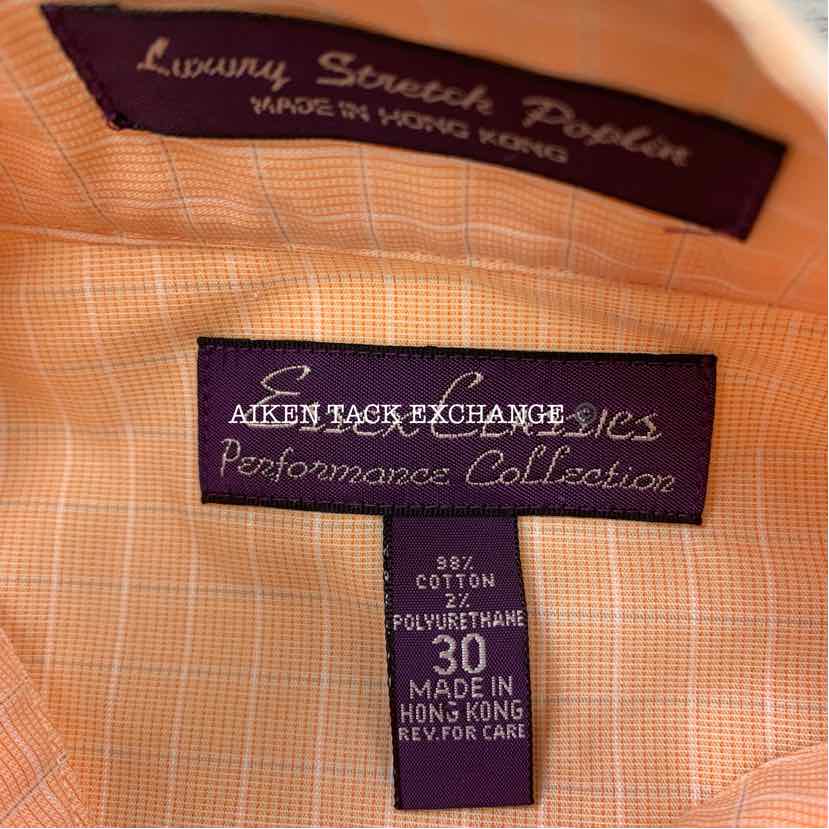 Luxury Stretch Poplin
MADE IN HONG KONG
Essex Classics
AIKEN TACK EXCHANGE
Performance Collection
98%
COTTON
2%
POLYURETHANE
30
MADE IN
HONG KONG
REV. FOR CARE